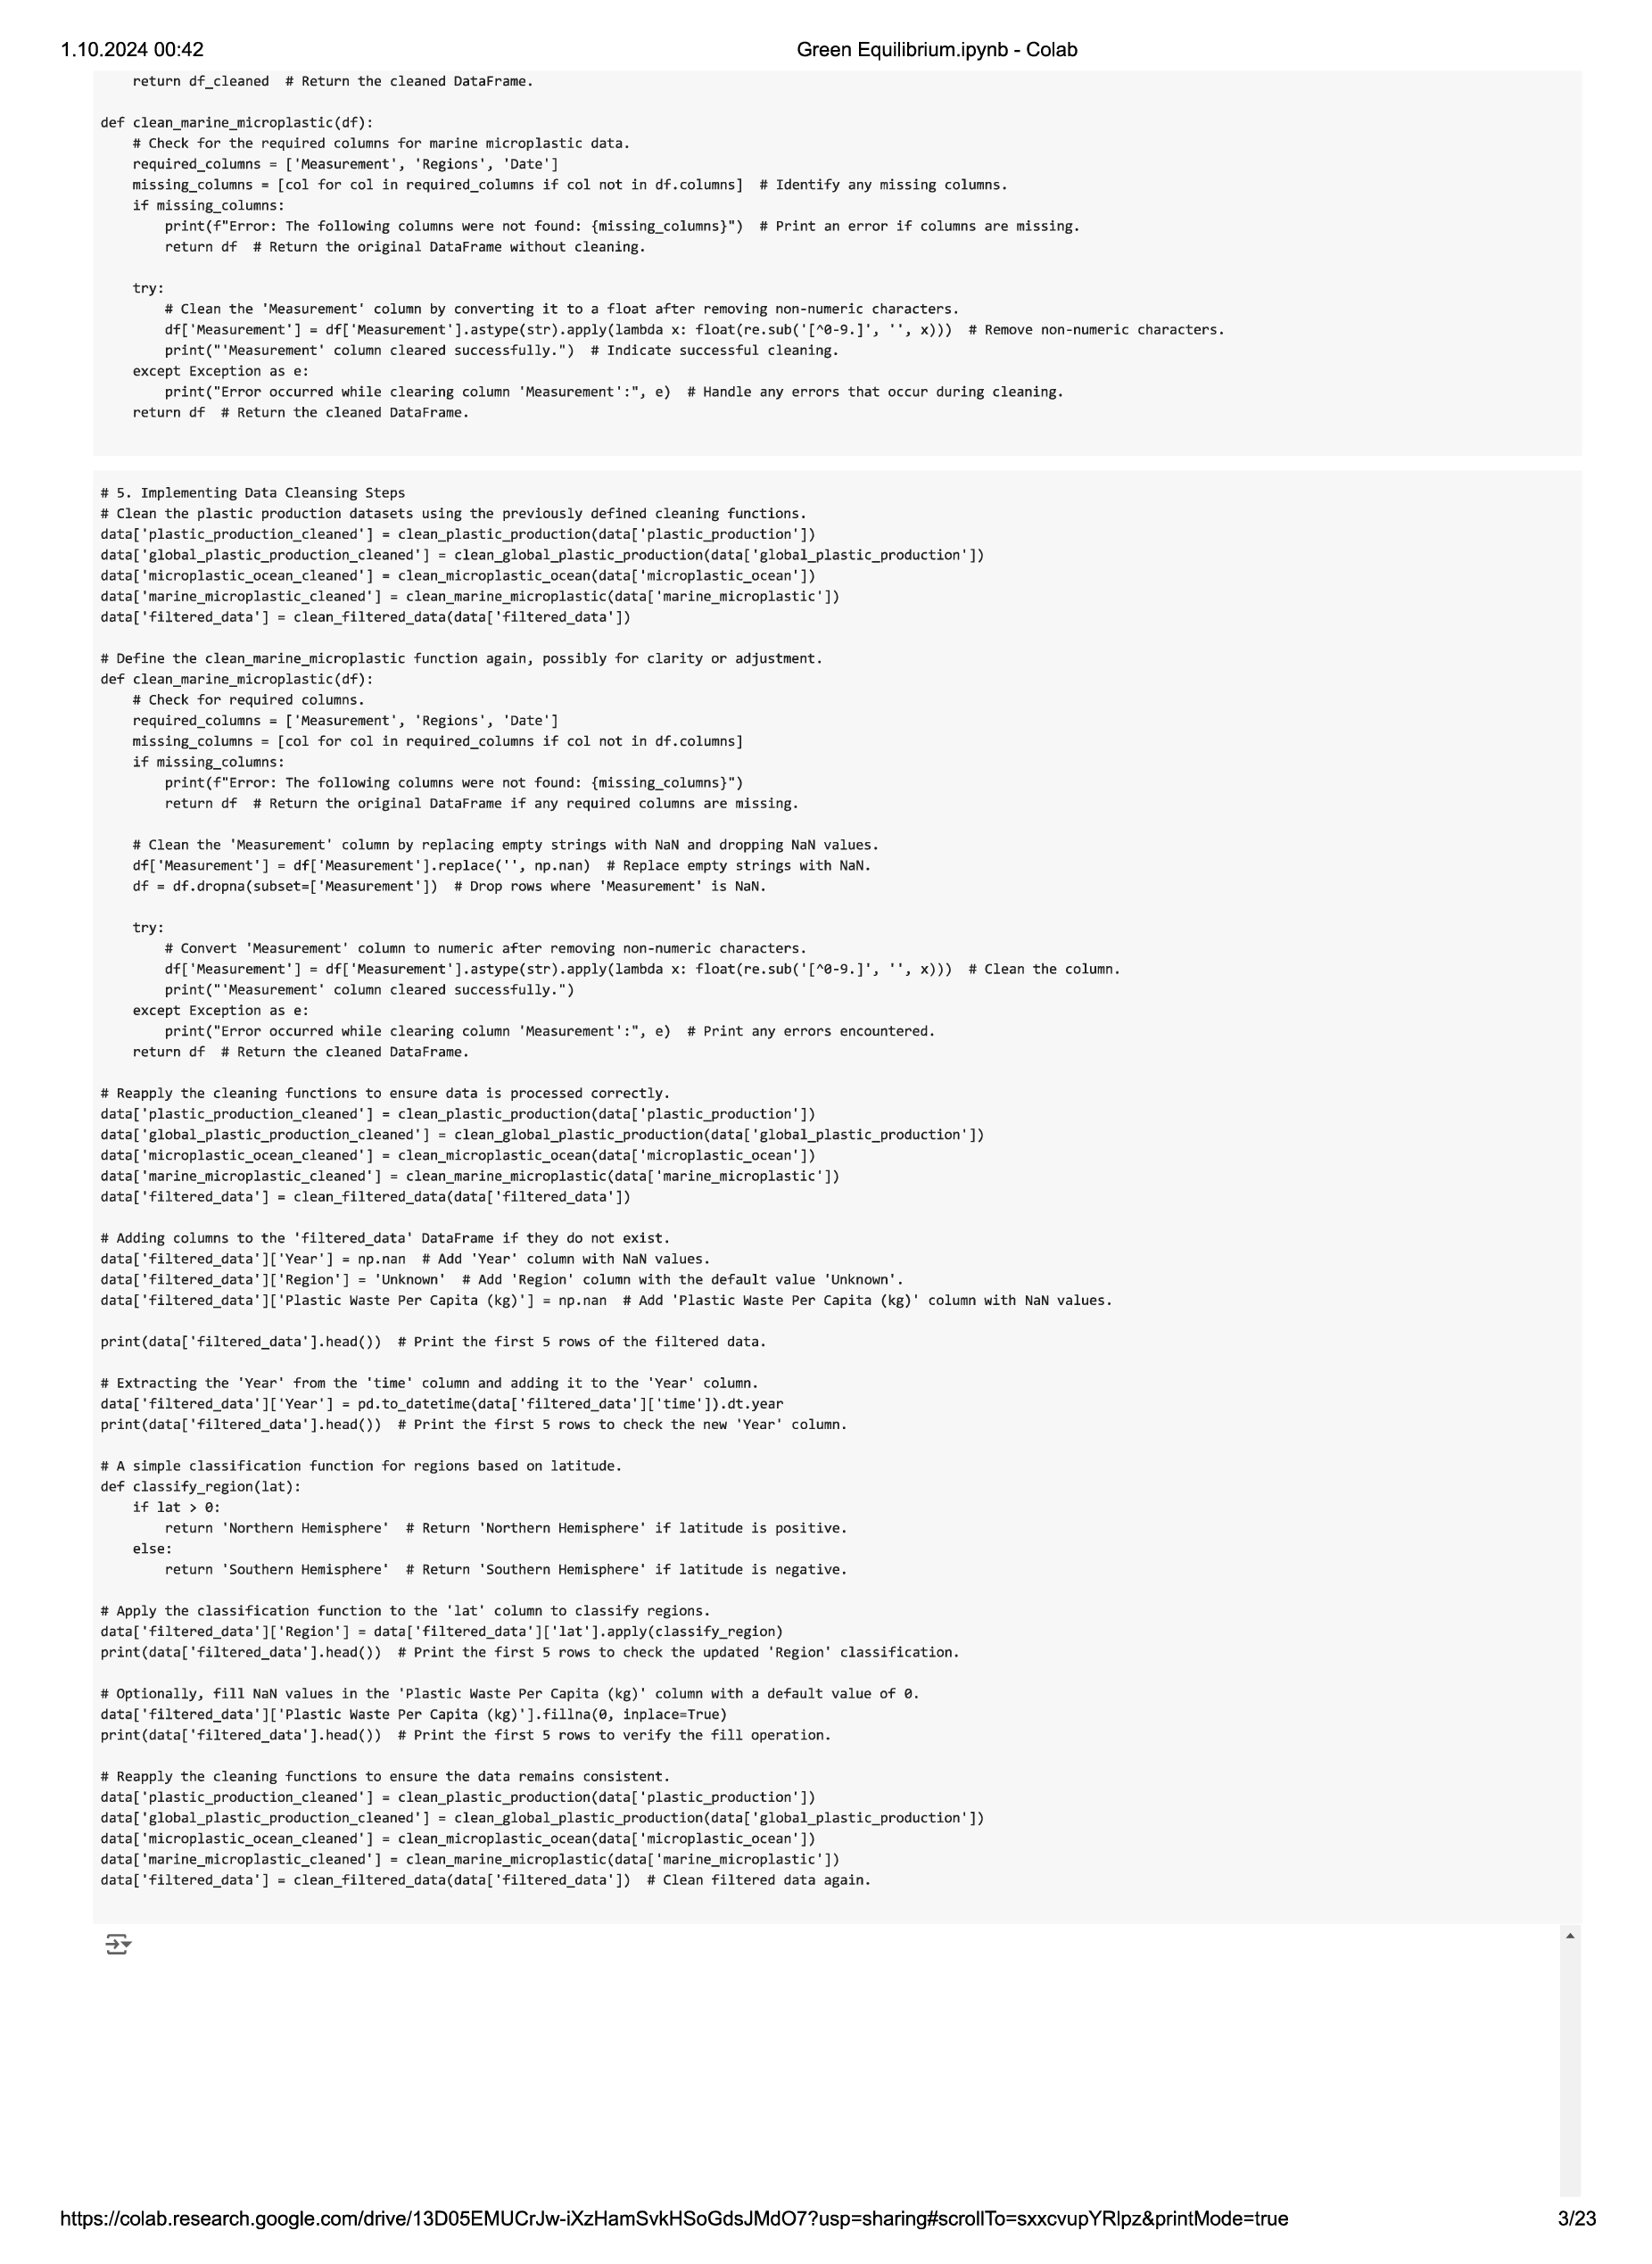 1.10.2024 00:42
Green Equilibrium.ipynb - Colab
    return df_cleaned  # Return the cleaned DataFrame.

def clean_marine_microplastic(df):
    # Check for the required columns for marine microplastic data.
    required_columns = ['Measurement', 'Regions', 'Date']
    missing_columns = [col for col in required_columns if col not in df.columns]  # Identify any missing columns.
    if missing_columns:
        print(f"Error: The following columns were not found: {missing_columns}")  # Print an error if columns are missing.
        return df  # Return the original DataFrame without cleaning.

    try:
        # Clean the 'Measurement' column by converting it to a float after removing non-numeric characters.
        df['Measurement'] = df['Measurement'].astype(str).apply(lambda x: float(re.sub('[^0-9.]', '', x)))  # Remove non-numeric characters.
        print("'Measurement' column cleared successfully.")  # Indicate successful cleaning.
    except Exception as e:
        print("Error occurred while clearing column 'Measurement':", e)  # Handle any errors that occur during cleaning.
    return df  # Return the cleaned DataFrame.

# 5. Implementing Data Cleansing Steps
# Clean the plastic production datasets using the previously defined cleaning functions.
data['plastic_production_cleaned'] = clean_plastic_production(data['plastic_production'])
data['global_plastic_production_cleaned'] = clean_global_plastic_production(data['global_plastic_production'])
data['microplastic_ocean_cleaned'] = clean_microplastic_ocean(data['microplastic_ocean'])
data['marine_microplastic_cleaned'] = clean_marine_microplastic(data['marine_microplastic'])
data['filtered_data'] = clean_filtered_data(data['filtered_data'])

# Define the clean_marine_microplastic function again, possibly for clarity or adjustment.
def clean_marine_microplastic(df):
    # Check for required columns.
    required_columns = ['Measurement', 'Regions', 'Date']
    missing_columns = [col for col in required_columns if col not in df.columns]
    if missing_columns:
        print(f"Error: The following columns were not found: {missing_columns}")
        return df  # Return the original DataFrame if any required columns are missing.

    # Clean the 'Measurement' column by replacing empty strings with NaN and dropping NaN values.
    df['Measurement'] = df['Measurement'].replace('', np.nan)  # Replace empty strings with NaN.
    df = df.dropna(subset=['Measurement'])  # Drop rows where 'Measurement' is NaN.

    try:
        # Convert 'Measurement' column to numeric after removing non-numeric characters.
        df['Measurement'] = df['Measurement'].astype(str).apply(lambda x: float(re.sub('[^0-9.]', '', x)))  # Clean the column.
        print("'Measurement' column cleared successfully.")
    except Exception as e:
        print("Error occurred while clearing column 'Measurement':", e)  # Print any errors encountered.
    return df  # Return the cleaned DataFrame.

# Reapply the cleaning functions to ensure data is processed correctly.
data['plastic_production_cleaned'] = clean_plastic_production(data['plastic_production'])
data['global_plastic_production_cleaned'] = clean_global_plastic_production(data['global_plastic_production'])
data['microplastic_ocean_cleaned'] = clean_microplastic_ocean(data['microplastic_ocean'])
data['marine_microplastic_cleaned'] = clean_marine_microplastic(data['marine_microplastic'])
data['filtered_data'] = clean_filtered_data(data['filtered_data'])

# Adding columns to the 'filtered_data' DataFrame if they do not exist.
data['filtered_data']['Year'] = np.nan  # Add 'Year' column with NaN values.
data['filtered_data']['Region'] = 'Unknown'  # Add 'Region' column with the default value 'Unknown'.
data['filtered_data']['Plastic Waste Per Capita (kg)'] = np.nan  # Add 'Plastic Waste Per Capita (kg)' column with NaN values.

print(data['filtered_data'].head())  # Print the first 5 rows of the filtered data.

# Extracting the 'Year' from the 'time' column and adding it to the 'Year' column.
data['filtered_data']['Year'] = pd.to_datetime(data['filtered_data']['time']).dt.year
print(data['filtered_data'].head())  # Print the first 5 rows to check the new 'Year' column.

# A simple classification function for regions based on latitude.
def classify_region(lat):
    if lat > 0:
        return 'Northern Hemisphere'  # Return 'Northern Hemisphere' if latitude is positive.
    else:
        return 'Southern Hemisphere'  # Return 'Southern Hemisphere' if latitude is negative.

# Apply the classification function to the 'lat' column to classify regions.
data['filtered_data']['Region'] = data['filtered_data']['lat'].apply(classify_region)
print(data['filtered_data'].head())  # Print the first 5 rows to check the updated 'Region' classification.

# Optionally, fill NaN values in the 'Plastic Waste Per Capita (kg)' column with a default value of 0.
data['filtered_data']['Plastic Waste Per Capita (kg)'].fillna(0, inplace=True)
print(data['filtered_data'].head())  # Print the first 5 rows to verify the fill operation.

# Reapply the cleaning functions to ensure the data remains consistent.
data['plastic_production_cleaned'] = clean_plastic_production(data['plastic_production'])
data['global_plastic_production_cleaned'] = clean_global_plastic_production(data['global_plastic_production'])
data['microplastic_ocean_cleaned'] = clean_microplastic_ocean(data['microplastic_ocean'])
data['marine_microplastic_cleaned'] = clean_marine_microplastic(data['marine_microplastic'])
data['filtered_data'] = clean_filtered_data(data['filtered_data'])  # Clean filtered data again.

https://colab.research.google.com/drive/13D05EMUCrJw-iXzHamSvkHSoGdsJMdO7?usp=sharing#scrollTo=sxxcvupYRlpz&printMode=true
3/23